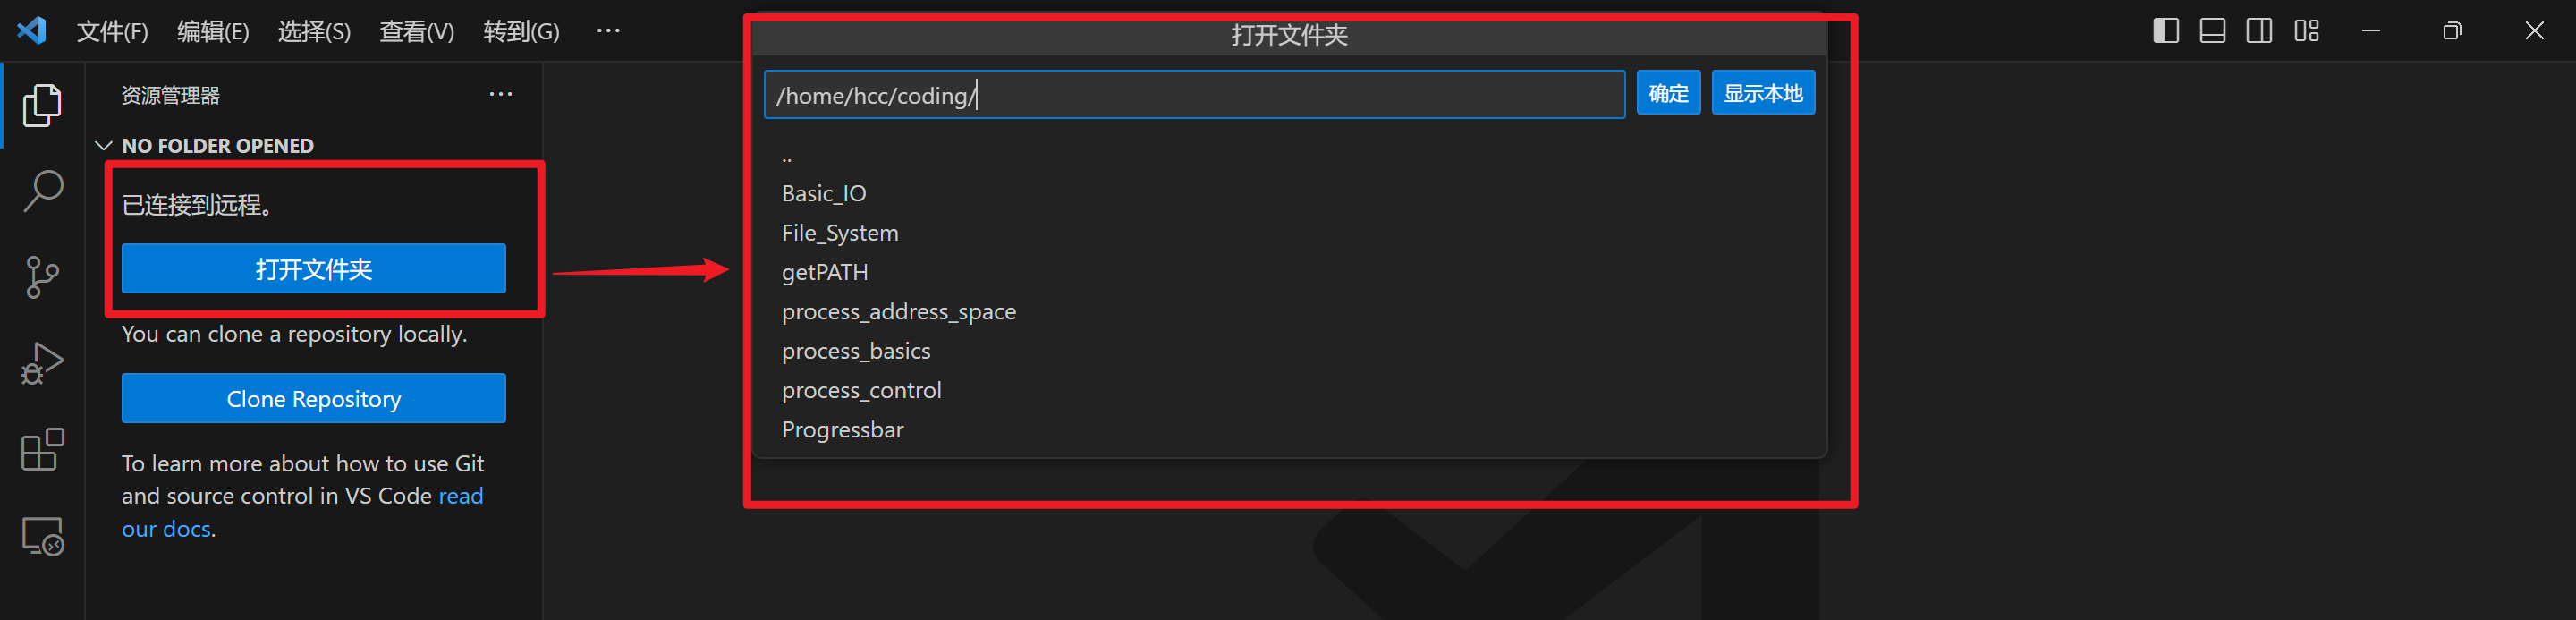 文件(F) 编辑(E) 选择(S) 查看(V) 转到(G) ···
资源管理器 ···
NO FOLDER OPENED
已连接到远程。
打开文件夹
You can clone a repository locally.
Clone Repository
To learn more about how to use Git
and source control in VS Code read
our docs.
打开文件夹
/home/hcc/coding/
确定 显示本地
..
Basic_IO
File_System
getPATH
process_address_space
process_basics
process_control
Progressbar